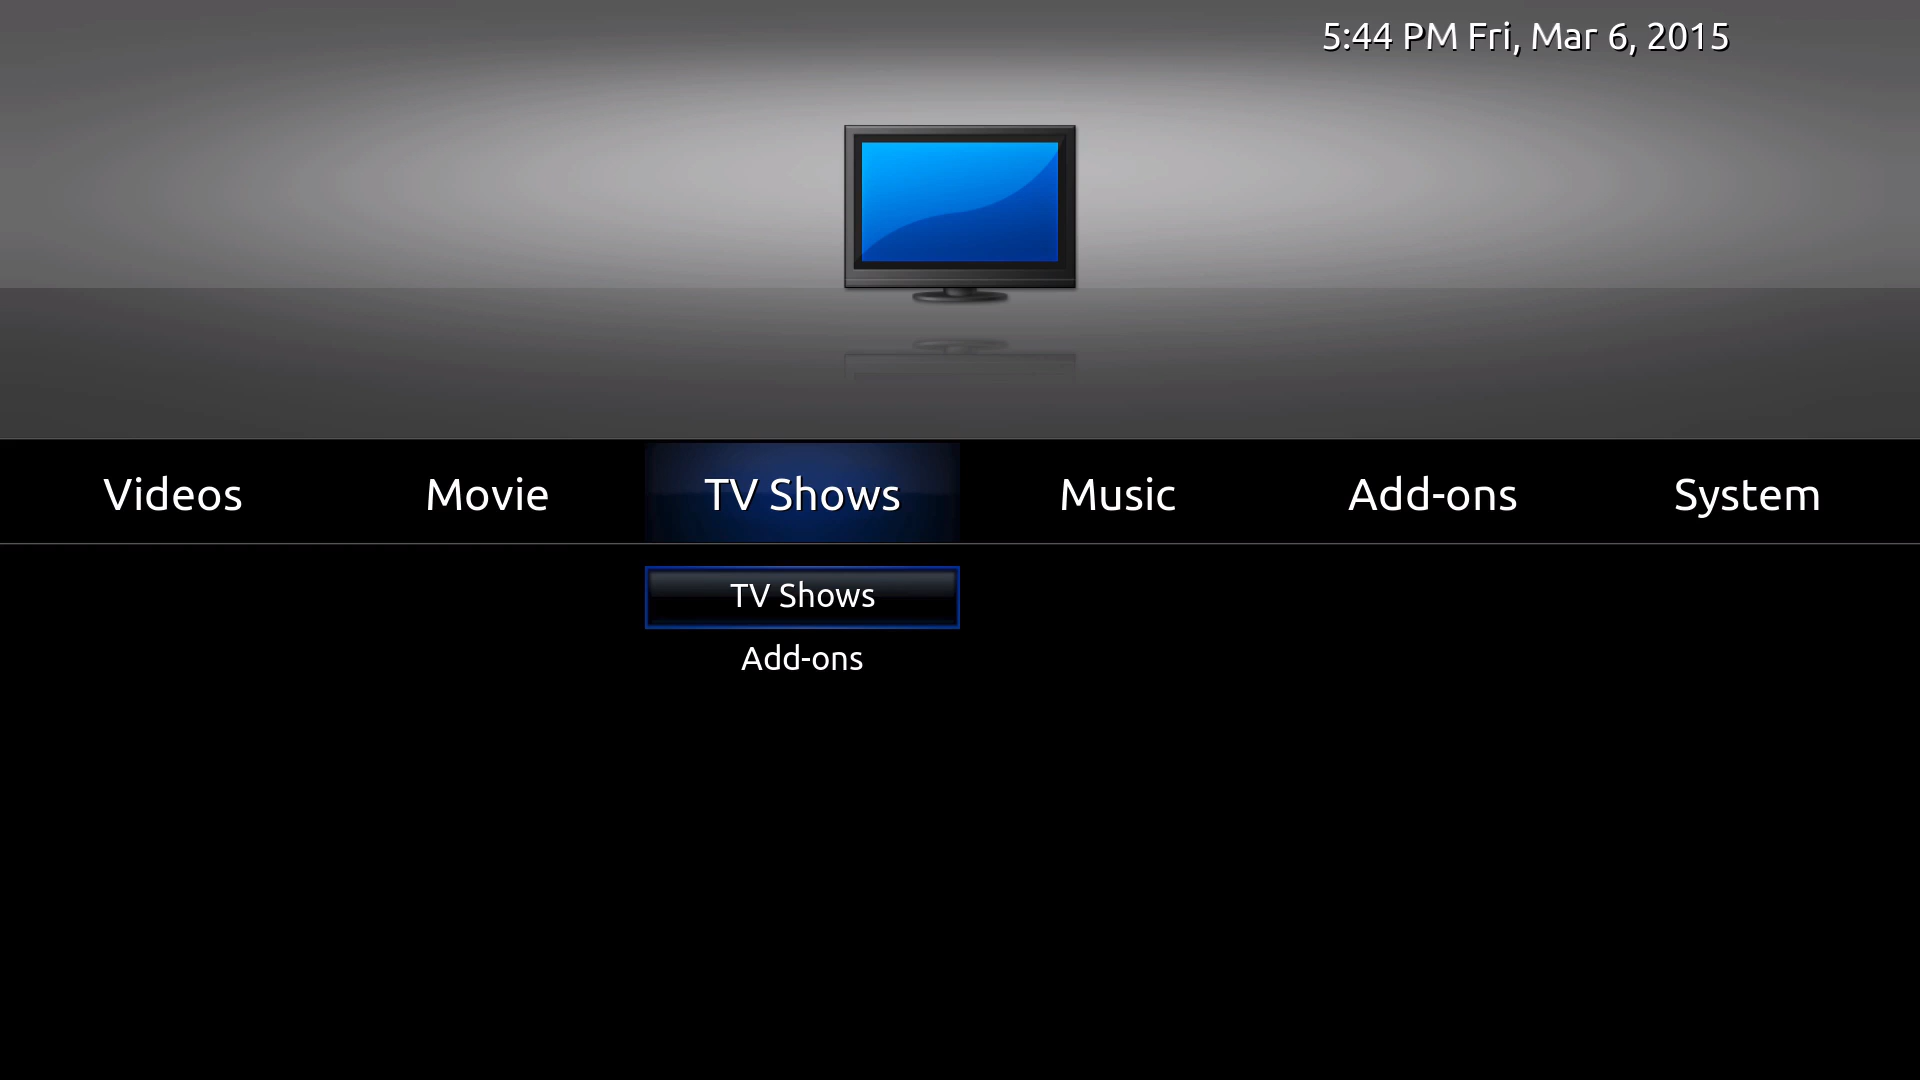 5:44 PM Fri, Mar 6, 2015
Videos Movie TV Shows Music Add-ons System
TV Shows
Add-ons